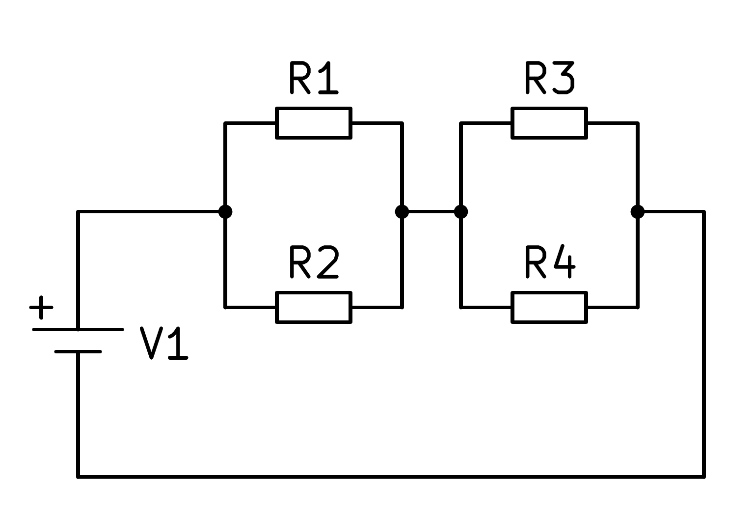 R1 R3
R2 R4
+
V1